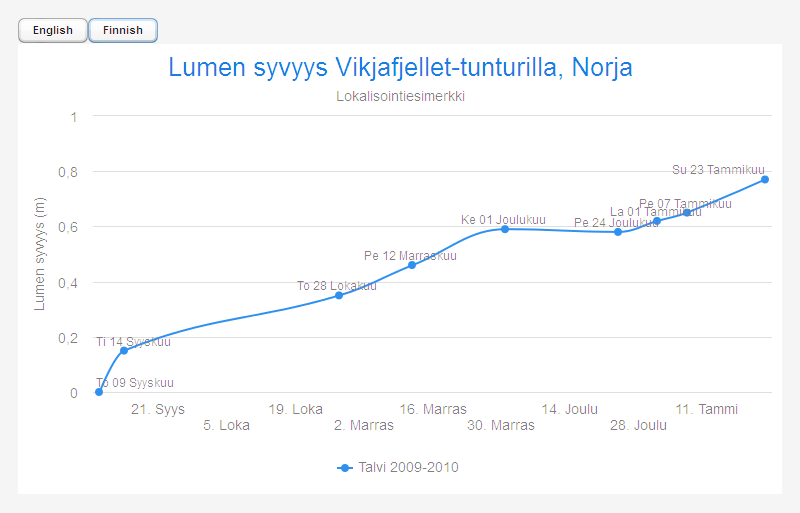 English Finnish
Lumen syvyys Vikjafjellet-tunturilla, Norja
Lokalisointiesimerkki
Lumen syvyys (m)
1
0,8
0,6
0,4
0,2
0
Su 23 Tammikuu
Pe 07 Tammikuu
La 01 Tammikuu
Ke 01 Joulukuu
Pe 24 Joulukuu
Pe 12 Marraskuu
To 28 Lokakuu
Ti 14 Syyskuu
To 09 Syyskuu
21. Syys
5. Loka
19. Loka
2. Marras
16. Marras
30. Marras
14. Joulu
28. Joulu
11. Tammi
Talvi 2009-2010